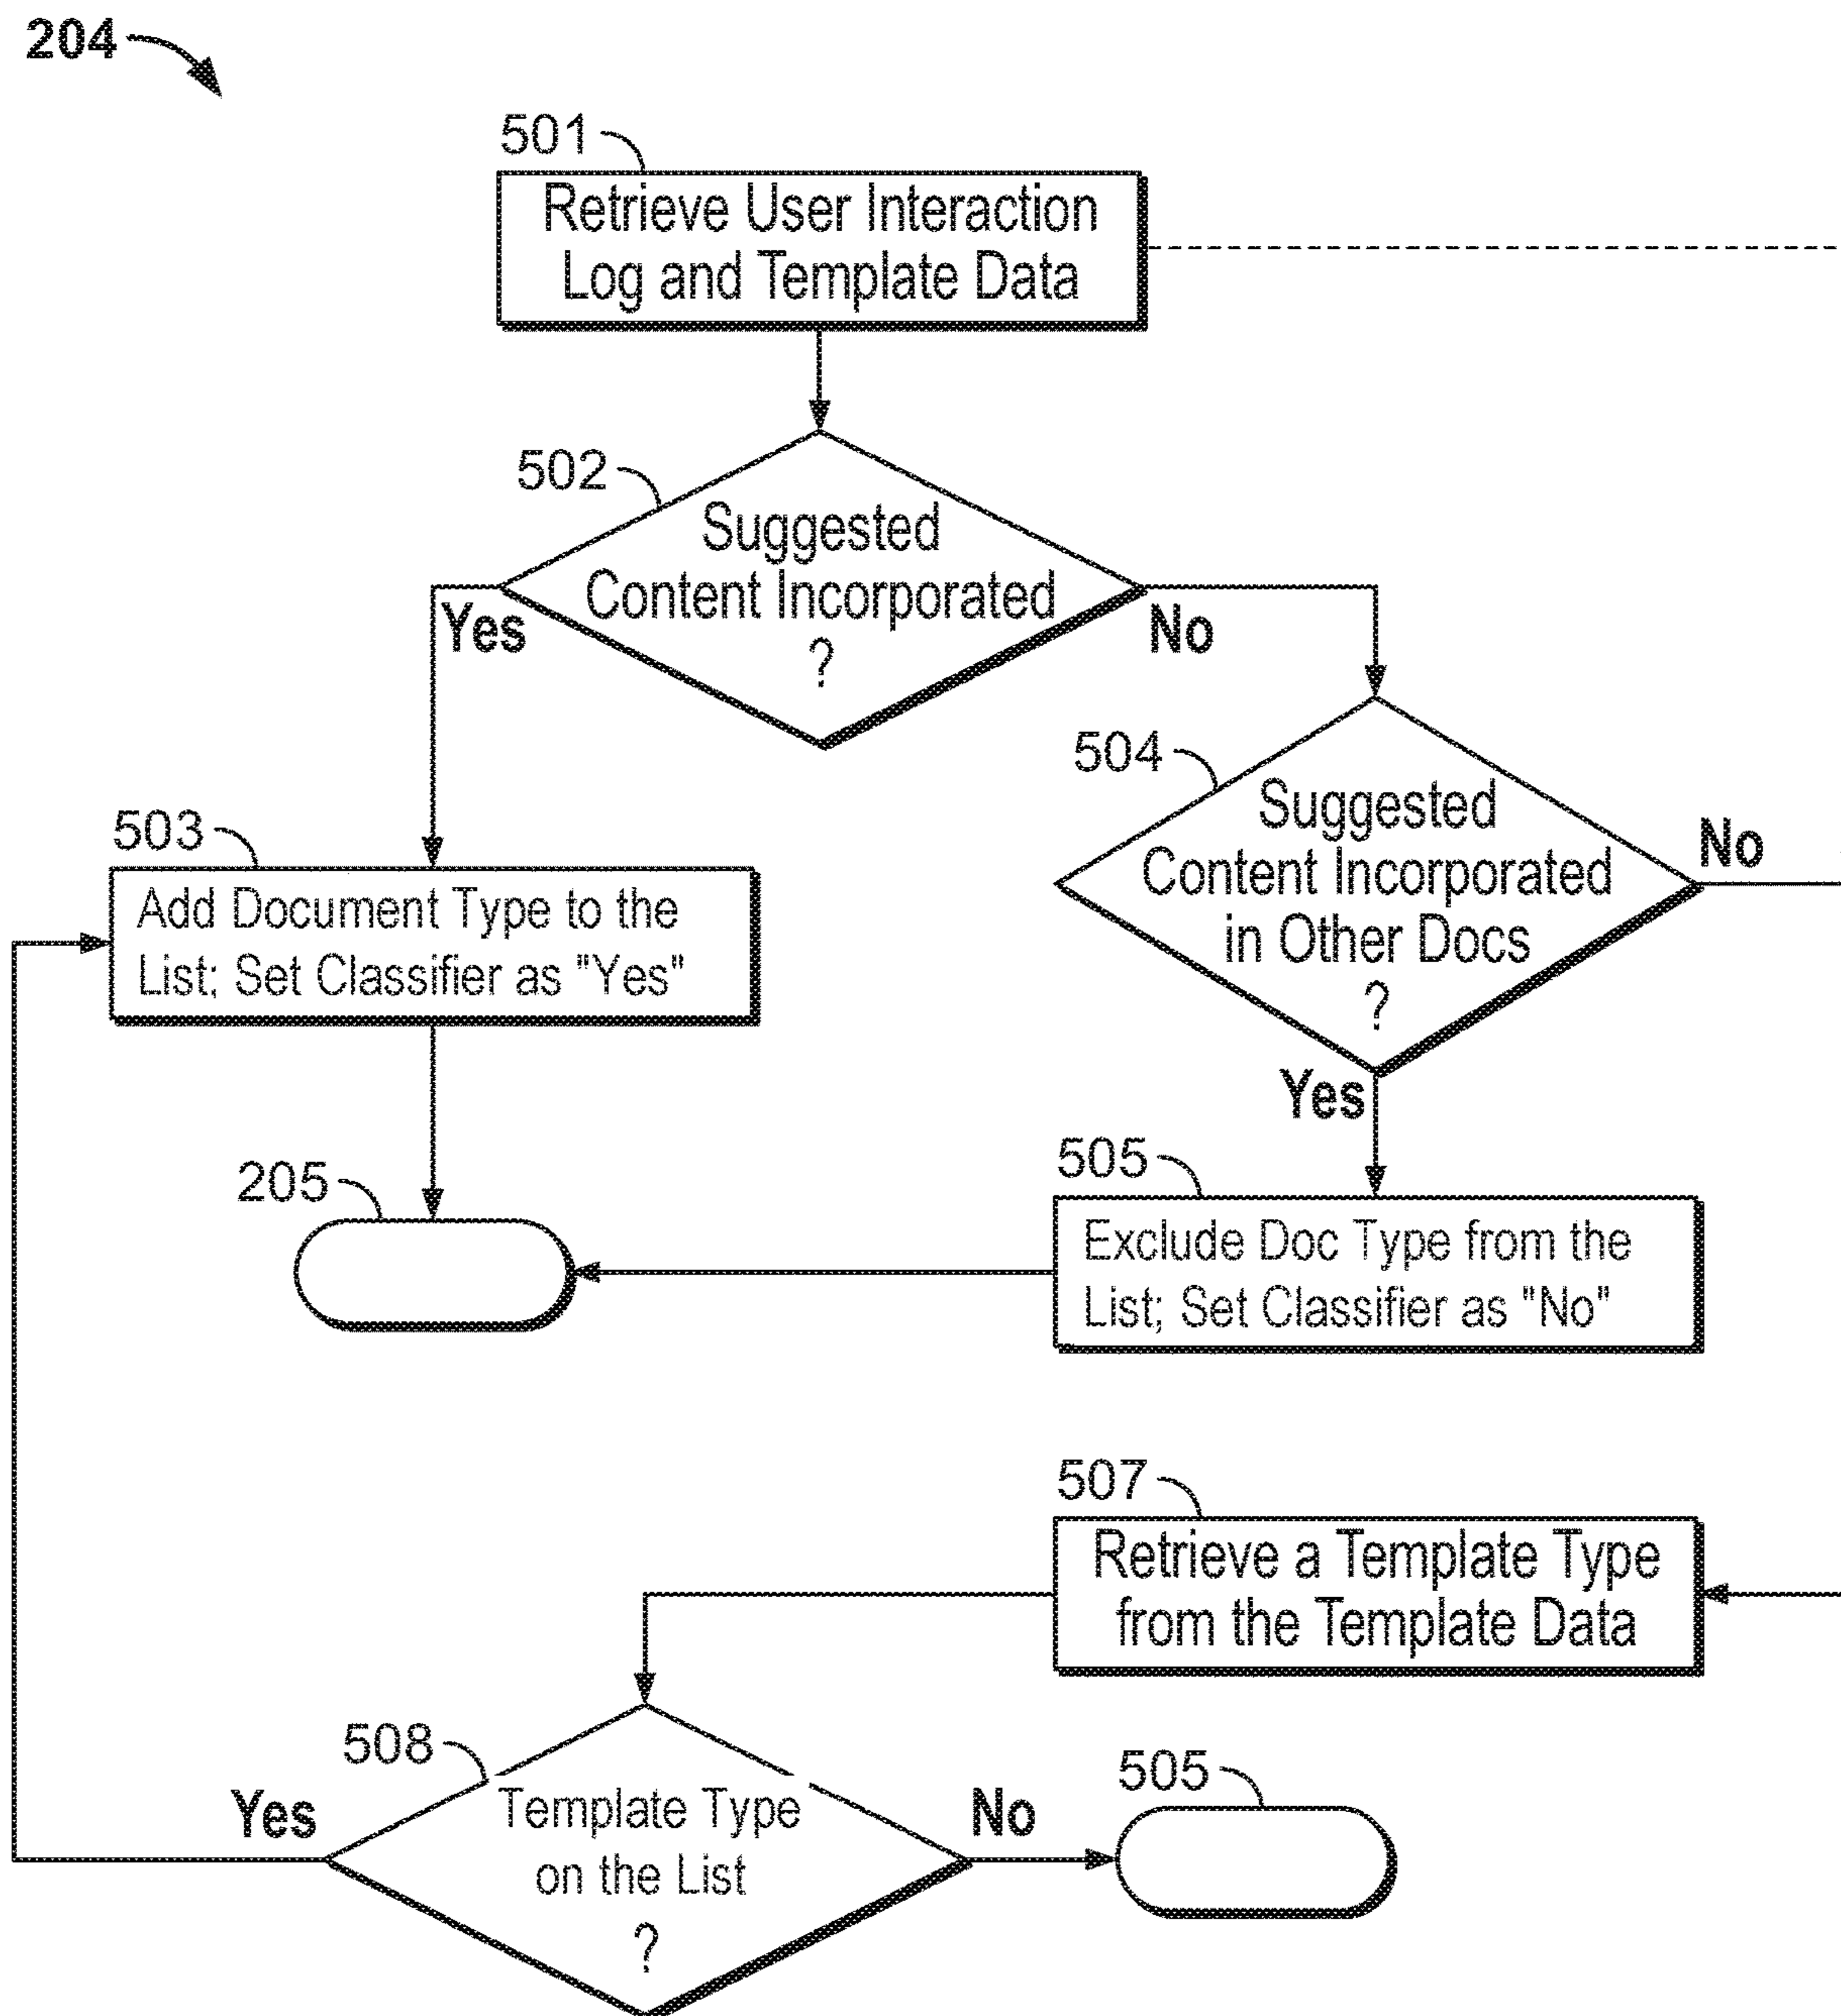 204
501
Retrieve User Interaction
Log and Template Data
502
Suggested
Content Incorporated
?
Yes
No
504
Suggested
Content Incorporated
in Other Docs
?
No
Yes
503
Add Document Type to the
List; Set Classifier as "Yes"
205
505
Exclude Doc Type from the
List; Set Classifier as "No"
507
Retrieve a Template Type
from the Template Data
508
Template Type
on the List
?
Yes
No
505